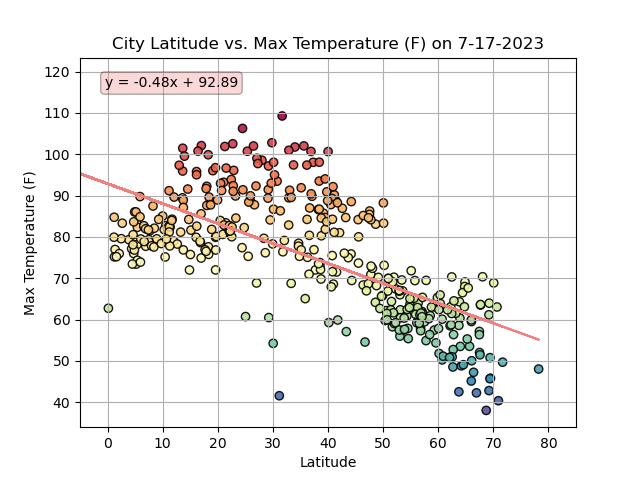 City Latitude vs. Max Temperature (F) on 7-17-2023
y = -0.48x + 92.89
Max Temperature (F)
120
110
100
90
80
70
60
50
40
0 10 20 30 40 50 60 70 80
Latitude